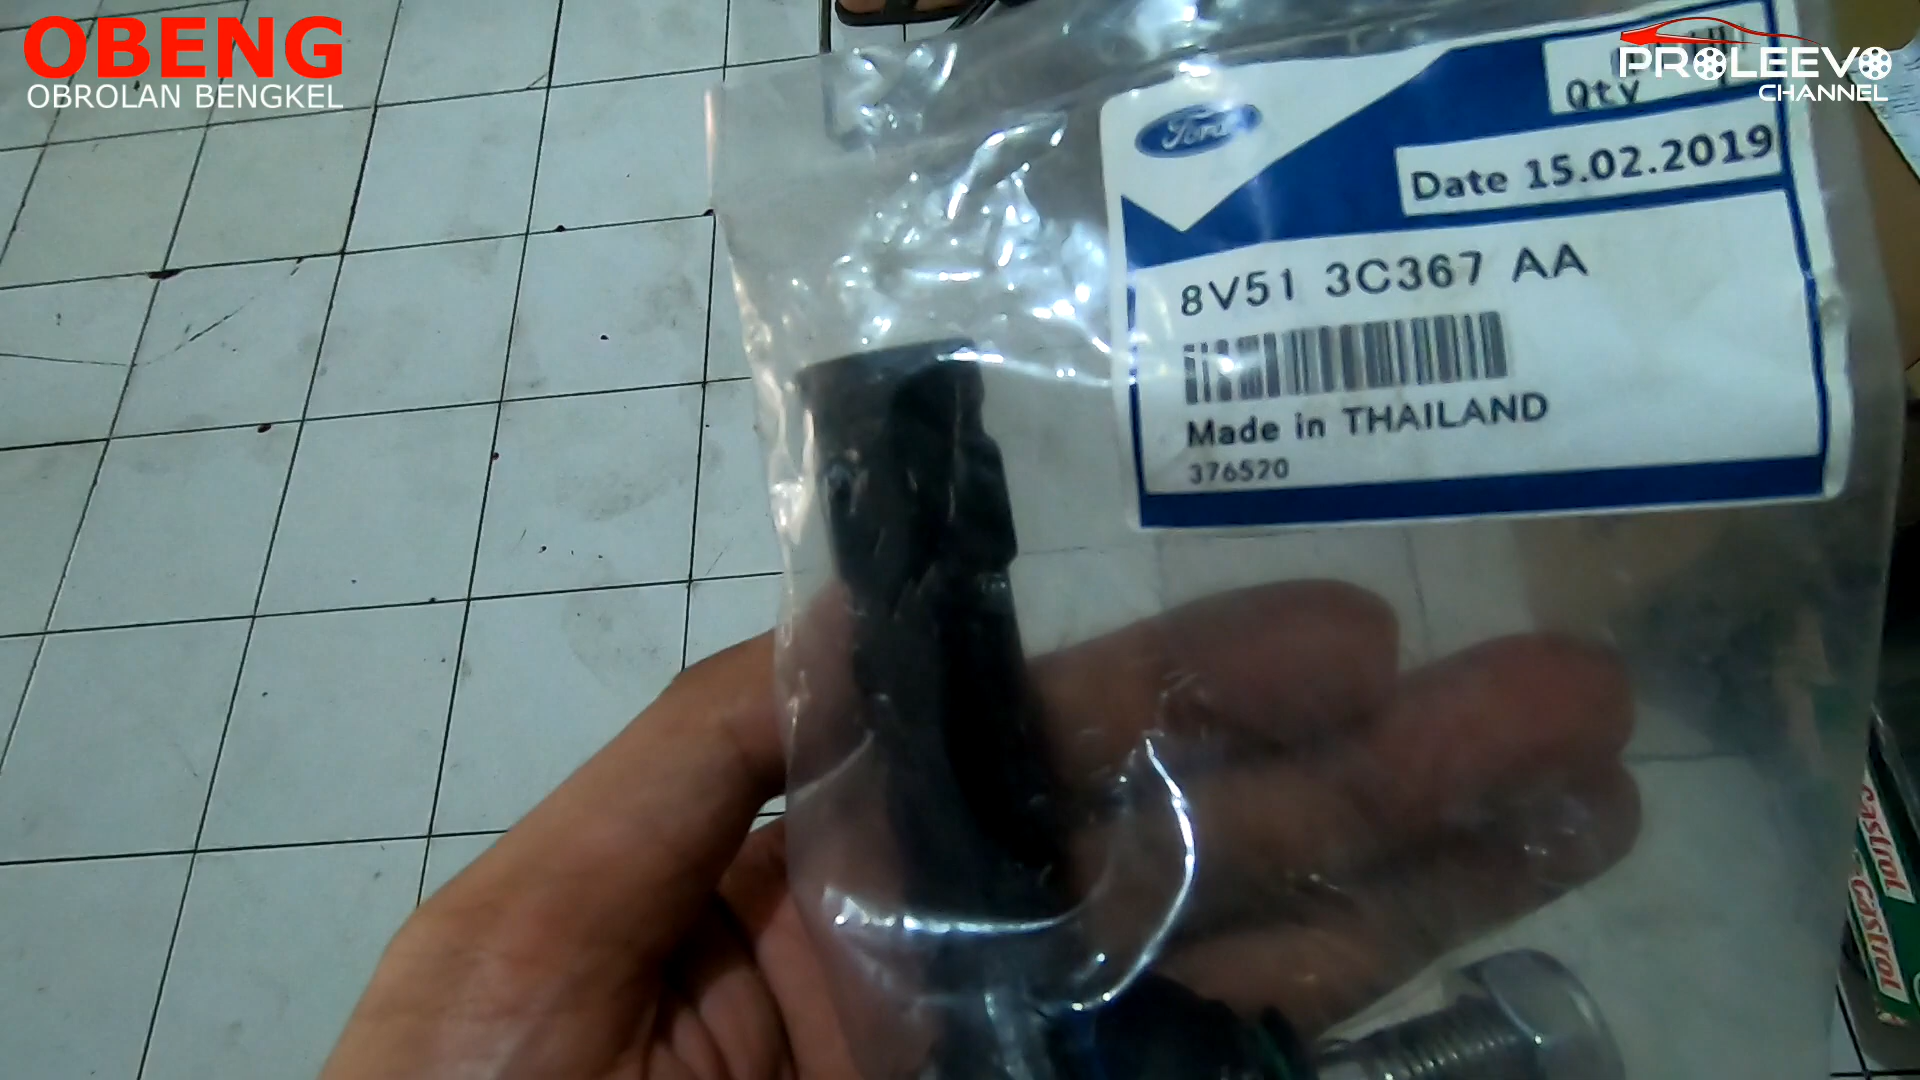 OBENG
OBROLAN BENGKEL
PROLEEVO
CHANNEL
Ford
Qty
Date 15.02.2019
8V51 3C367 AA
Made in THAILAND
376520
Castrol
Castrol